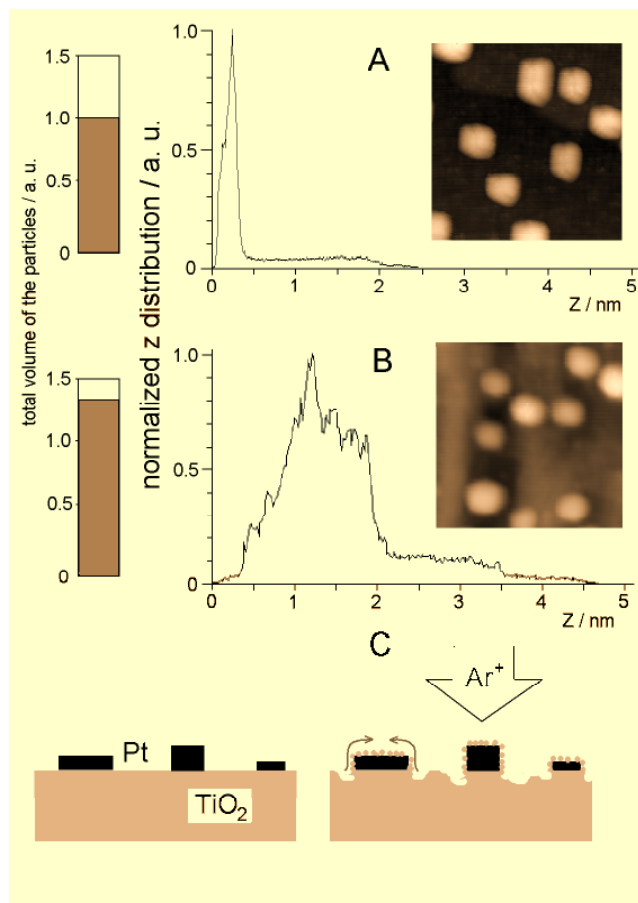 total volume of the particles / a. u.
1.5
1.0
0.5
0
normalized z distribution / a. u.
1.0
0.5
0
A
0
1
2
3
4
5
Z / nm
1.5
1.0
0.5
0
1.0
0.5
0
B
0
1
2
3
4
5
Z / nm
C
Ar⁺
Pt
TiO₂